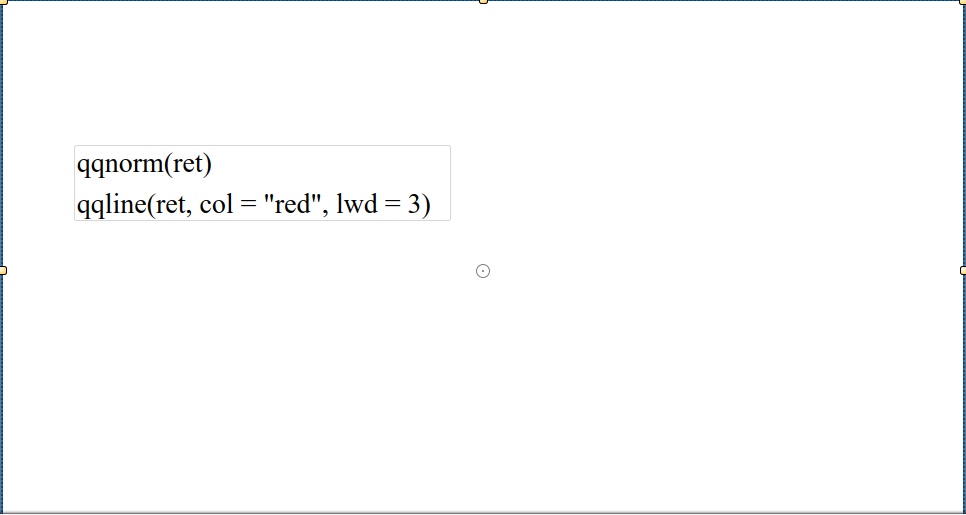 qqnorm(ret)
qqline(ret, col = "red", lwd = 3)